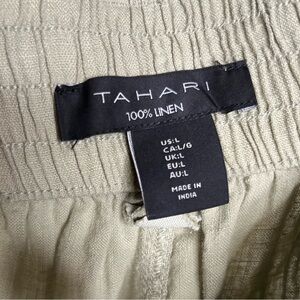 TAHARI
100% LINEN
US:L
CA:L/G
UK:L
EU:L
AU:L
MADE IN
INDIA